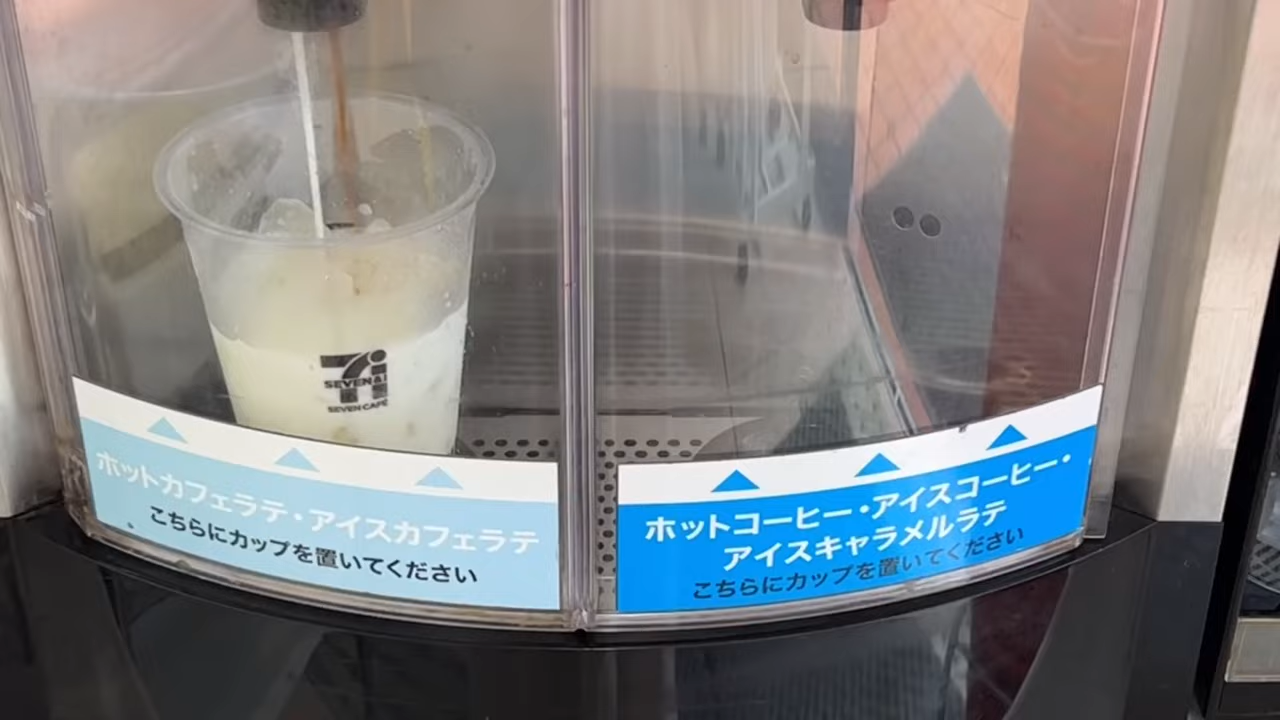 SEVEN&i
SEVEN CAFÉ
ホットカフェラテ・アイスカフェラテ
こちらにカップを置いてください
ホットコーヒー・アイスコーヒー・
アイスキャラメルラテ
こちらにカップを置いてください